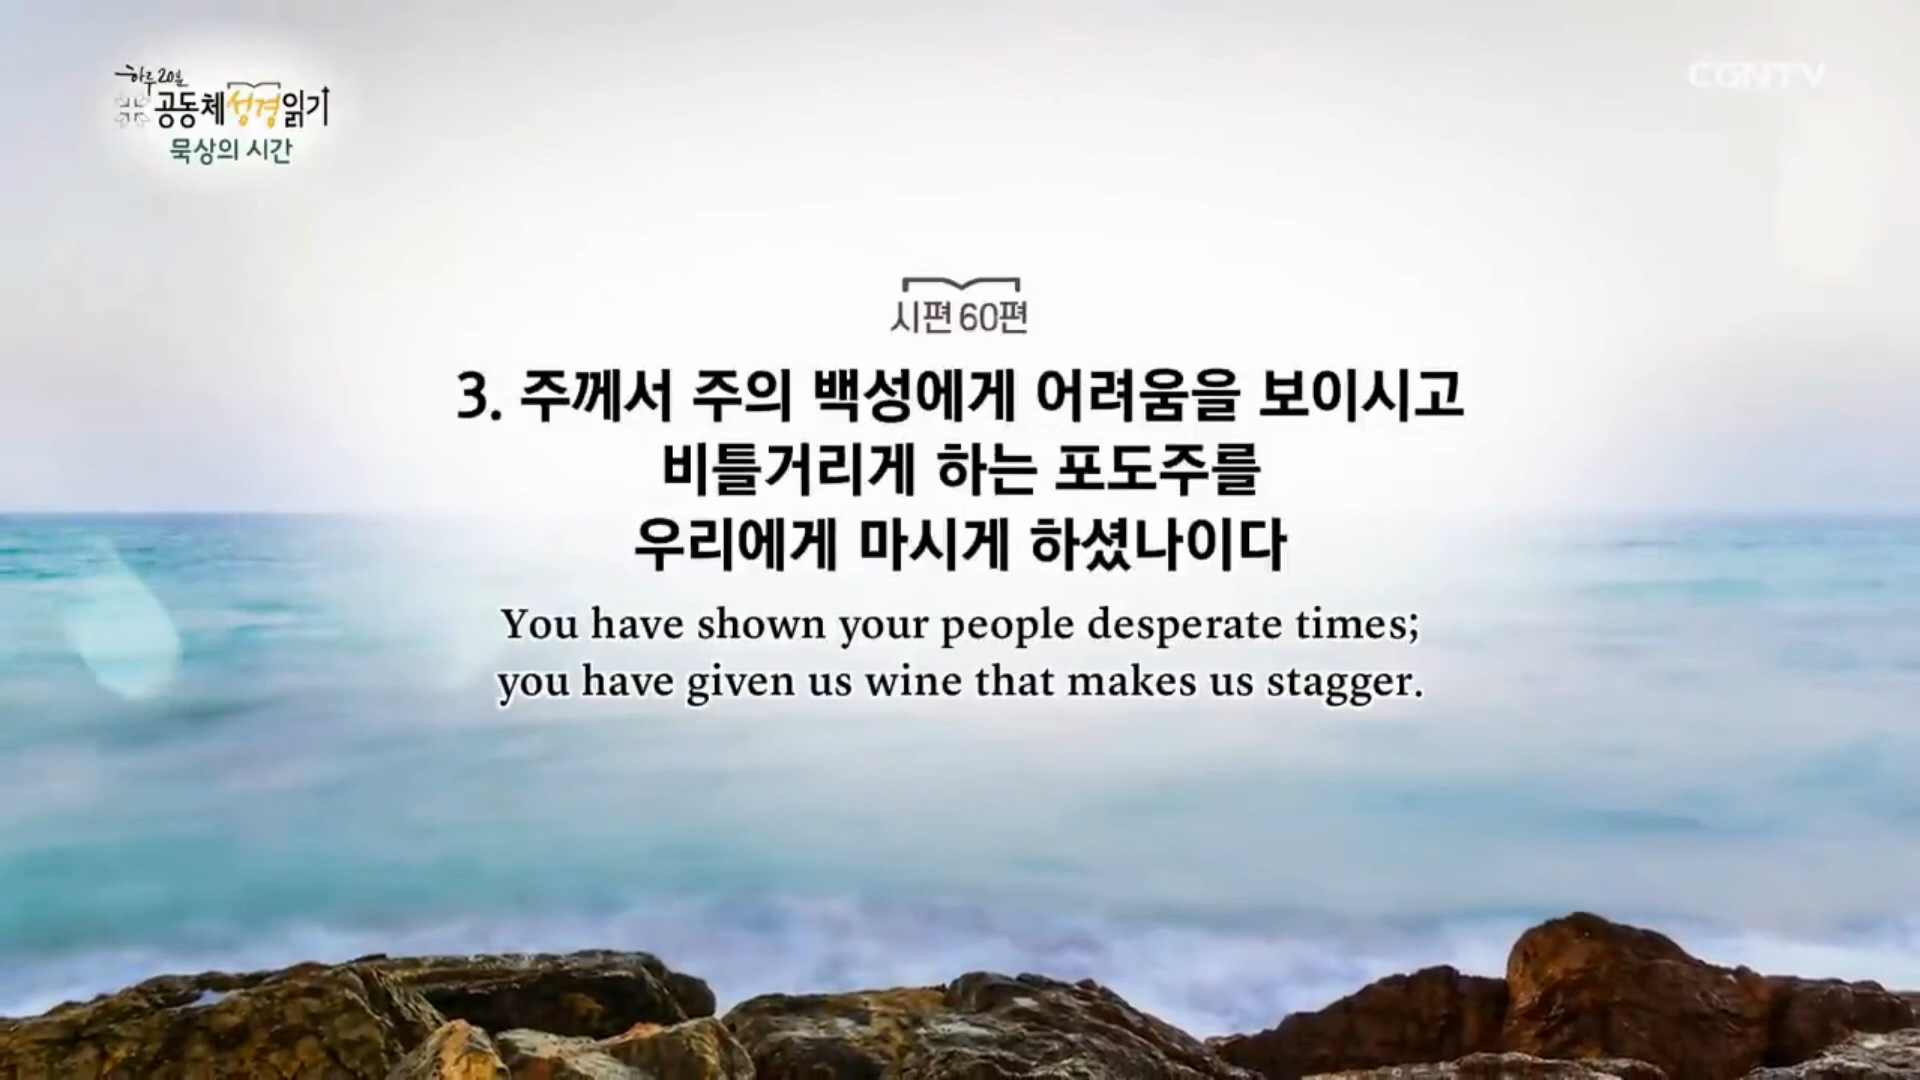 하루20분
공동체성경읽기
묵상의 시간
CGNTV
시편 60편
3. 주께서 주의 백성에게 어려움을 보이시고
비틀거리게 하는 포도주를
우리에게 마시게 하셨나이다
You have shown your people desperate times;
you have given us wine that makes us stagger.